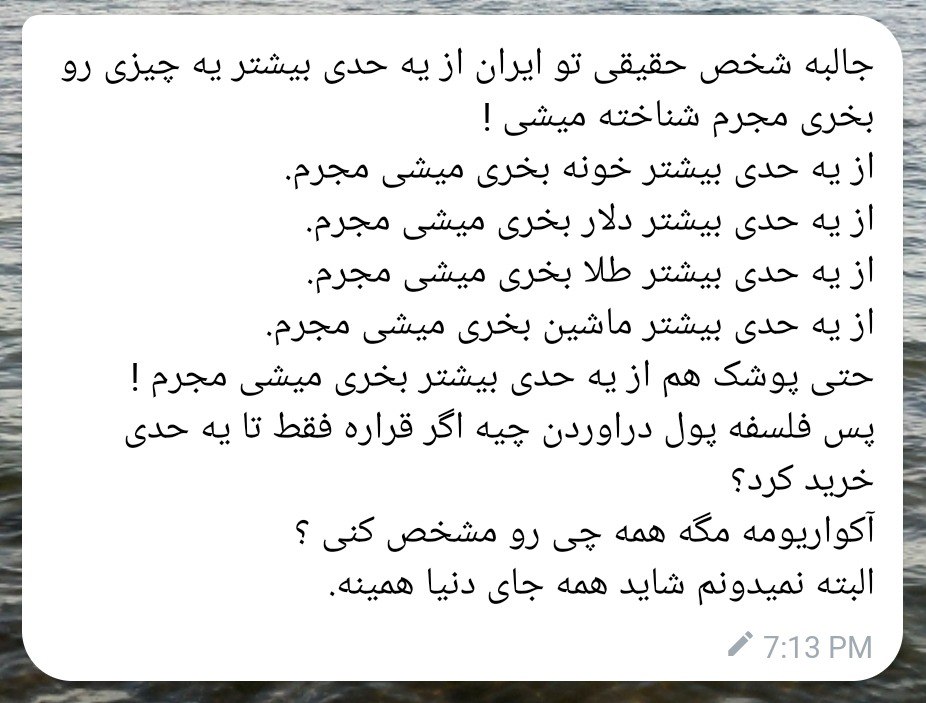 جالبه شخص حقیقی تو ایران از یه حدی بیشتر یه چیزی رو
بخری مجرم شناخته میشی !
از یه حدی بیشتر خونه بخری میشی مجرم.
از یه حدی بیشتر دلار بخری میشی مجرم.
از یه حدی بیشتر طلا بخری میشی مجرم.
از یه حدی بیشتر ماشین بخری میشی مجرم.
حتی پوشک هم از یه حدی بیشتر بخری میشی مجرم !
پس فلسفه پول دراوردن چیه اگر قراره فقط تا یه حدی
خرید کرد؟
آکواریومه مگه همه چی رو مشخص کنی ؟
البته نمیدونم شاید همه جای دنیا همینه.
7:13 PM